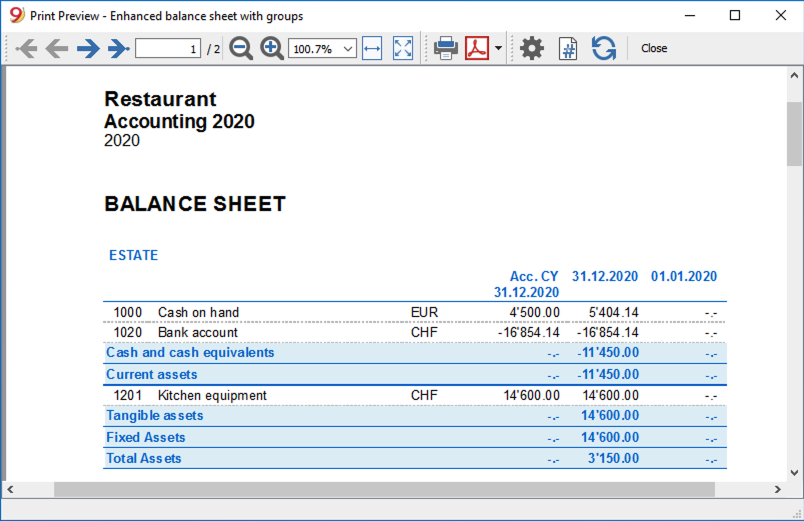 Print Preview - Enhanced balance sheet with groups
1 / 2 100.7% Close
Restaurant
Accounting 2020
2020
BALANCE SHEET
ESTATE
Acc. CY 31.12.2020 01.01.2020
31.12.2020
1000 Cash on hand EUR 4'500.00 5'404.14 -.-
1020 Bank account CHF -16'854.14 -16'854.14 -.-
Cash and cash equivalents -.- -11'450.00 -.-
Current assets -.- -11'450.00 -.-
1201 Kitchen equipment CHF 14'600.00 14'600.00 -.-
Tangible assets -.- 14'600.00 -.-
Fixed Assets -.- 14'600.00 -.-
Total Assets -.- 3'150.00 -.-